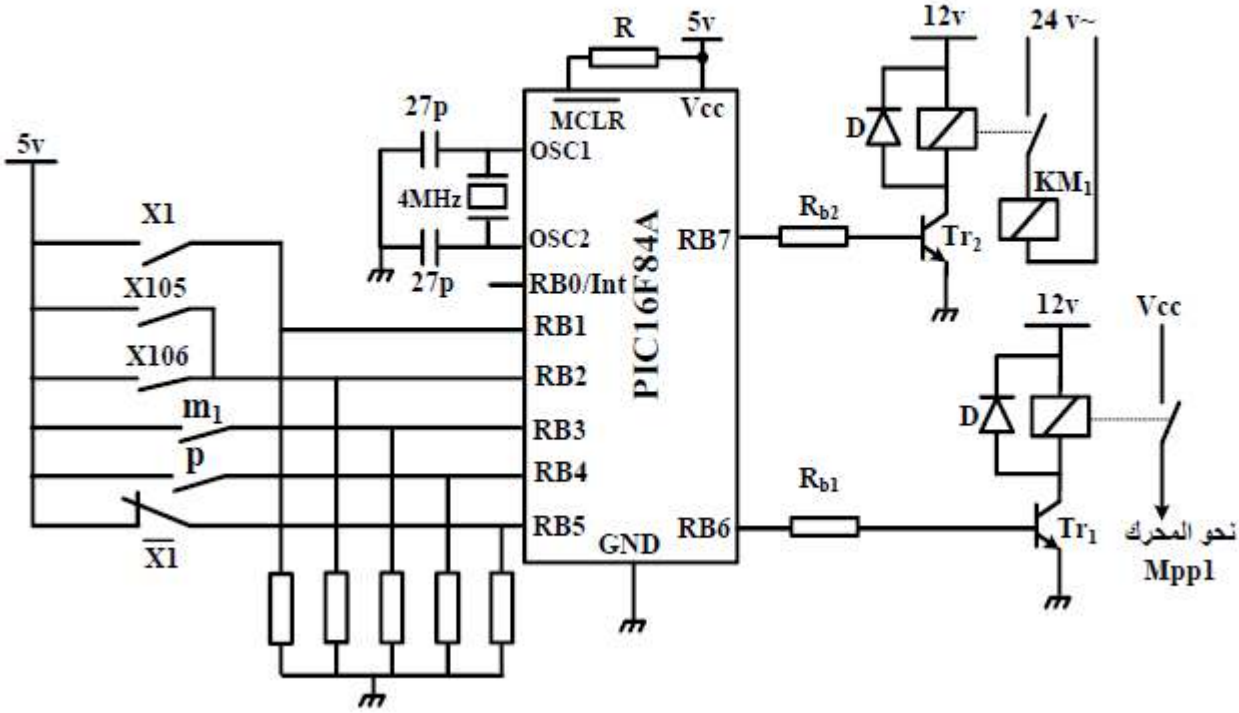 12v
24 v~
R
5v
27p
MCLR
Vcc
D
5v
OSC1
4MHz
KM1
X1
Rb2
OSC2
RB7
Tr2
27p
RB0/Int
X105
12v
Vcc
RB1
PIC16F84A
X106
RB2
m1
D
RB3
p
RB4
Rb1
RB5
GND
RB6
Tr1
نحو المحرك
X1
Mpp1